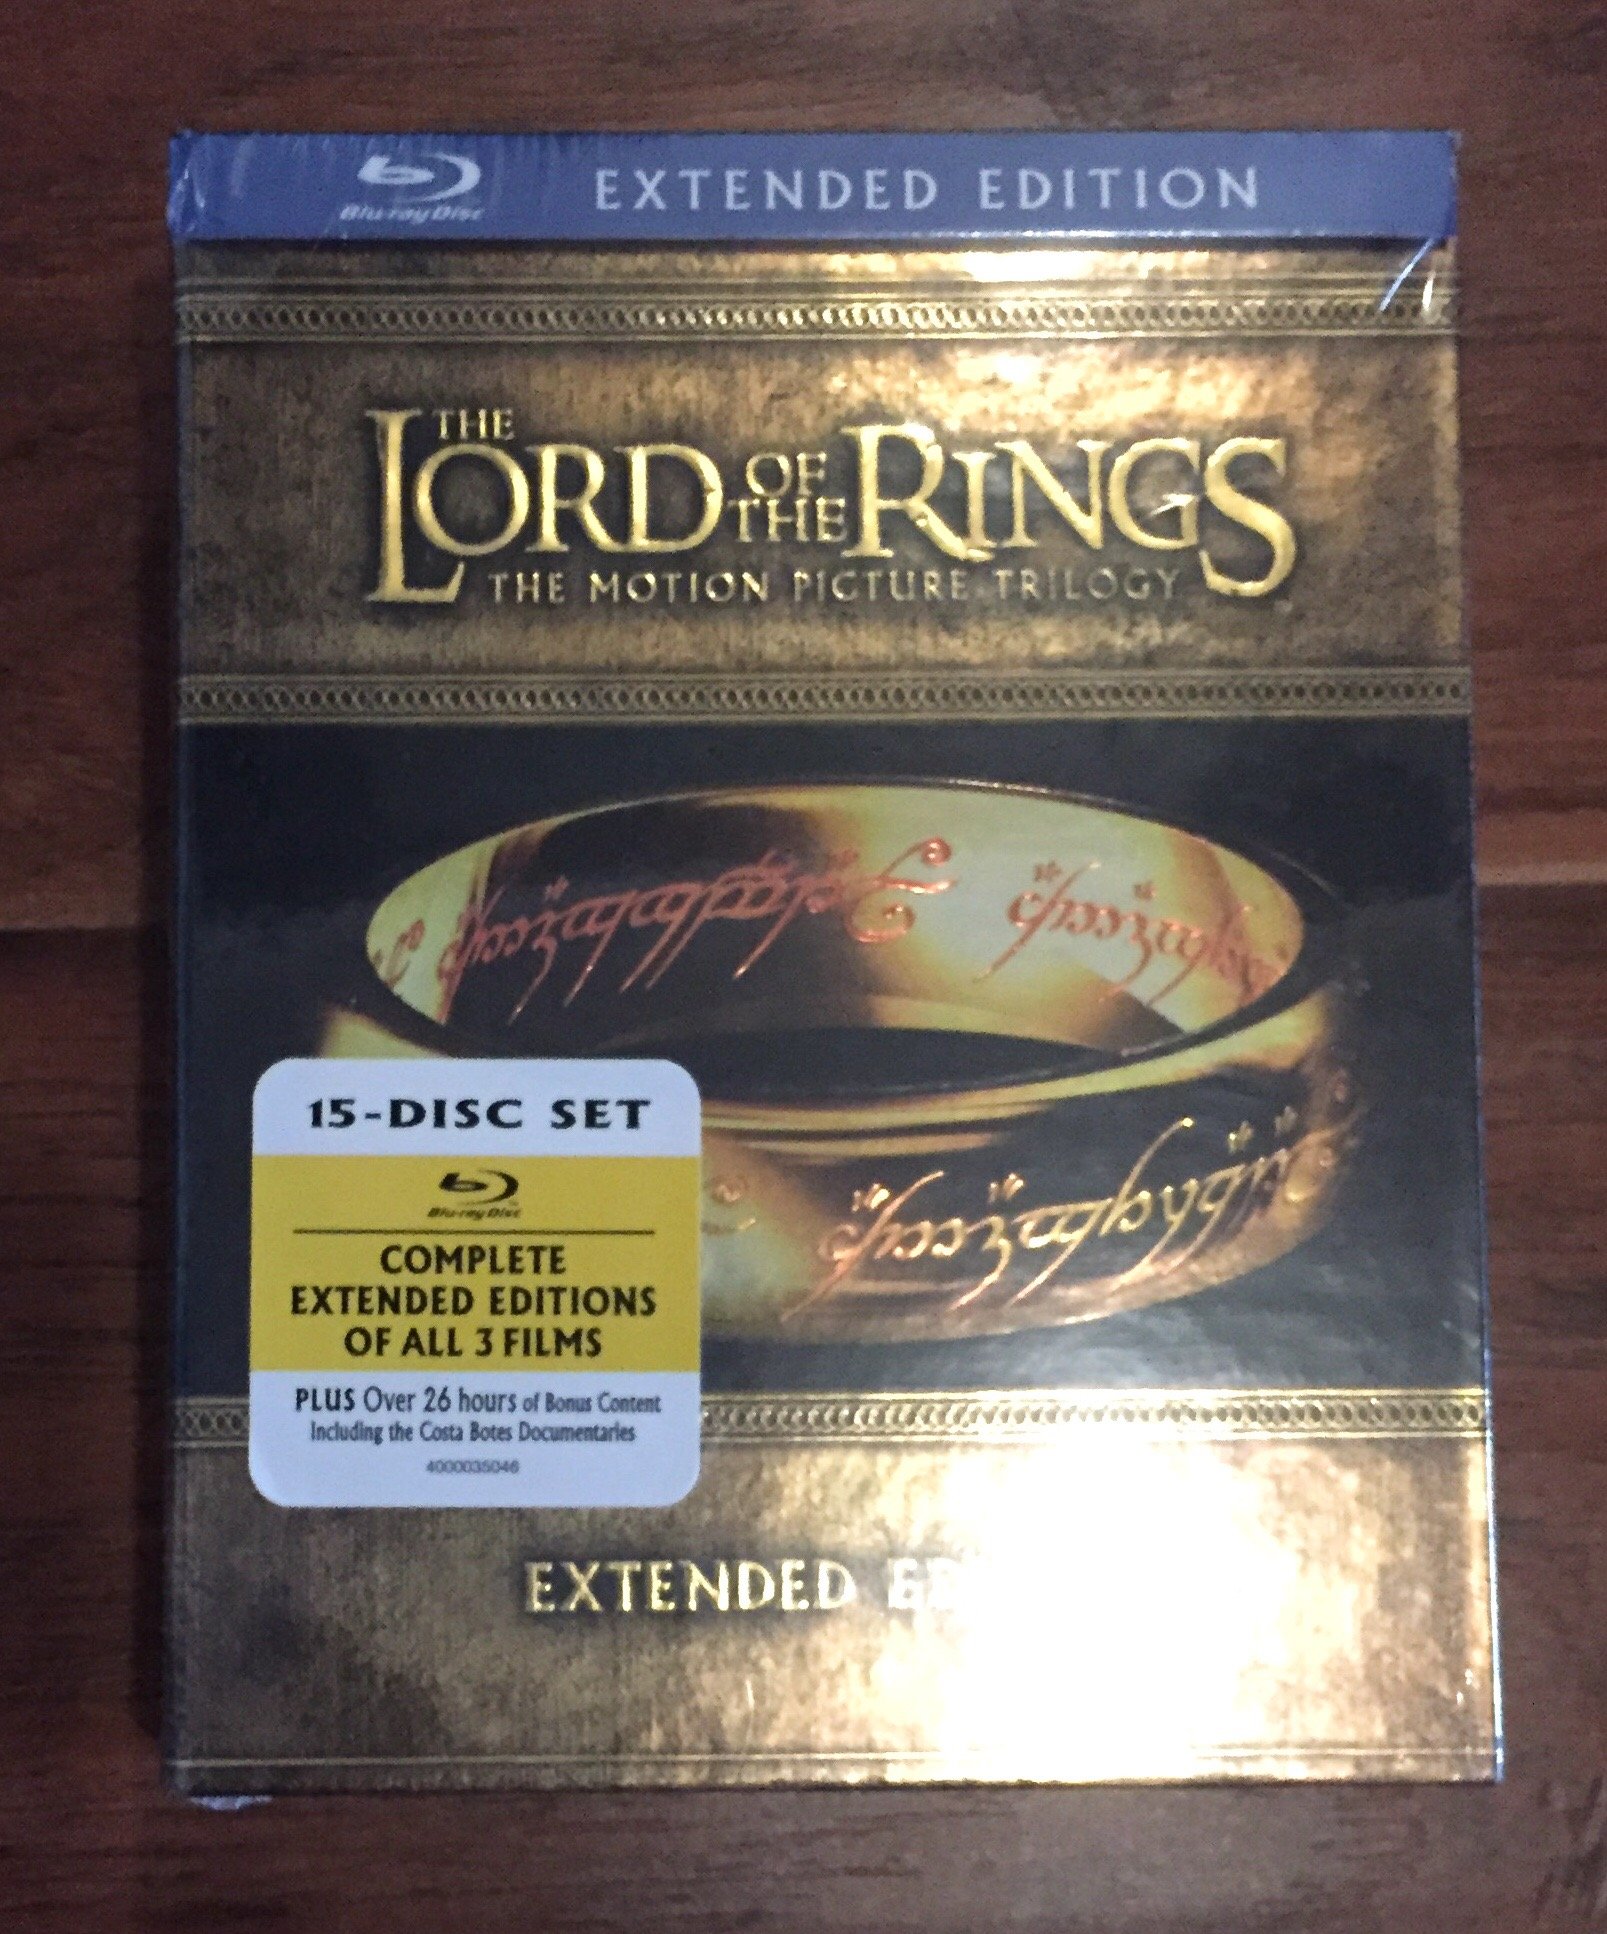 Blu-ray Disc
EXTENDED EDITION
THE
LORD OF THE RINGS
THE MOTION PICTURE TRILOGY
15-DISC SET
Blu-ray Disc
COMPLETE
EXTENDED EDITIONS
OF ALL 3 FILMS
PLUS Over 26 hours of Bonus Content
Including the Costa Botes Documentaries
4000035046
EXTENDED